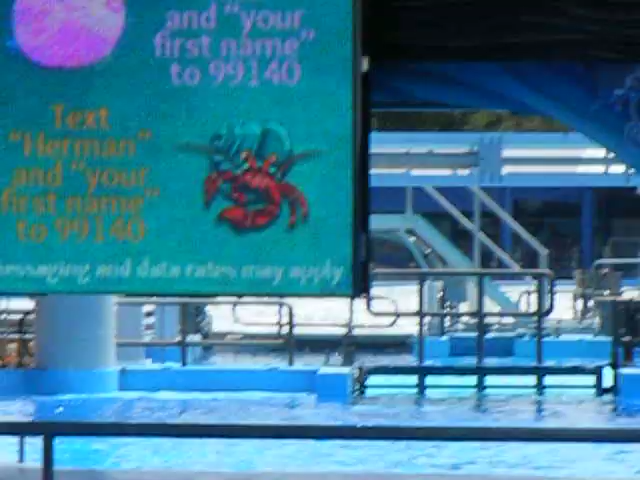 and "your
first name"
to 99140
Text
"Herman"
and "your
first name"
to 99140
messaging and data rates may apply